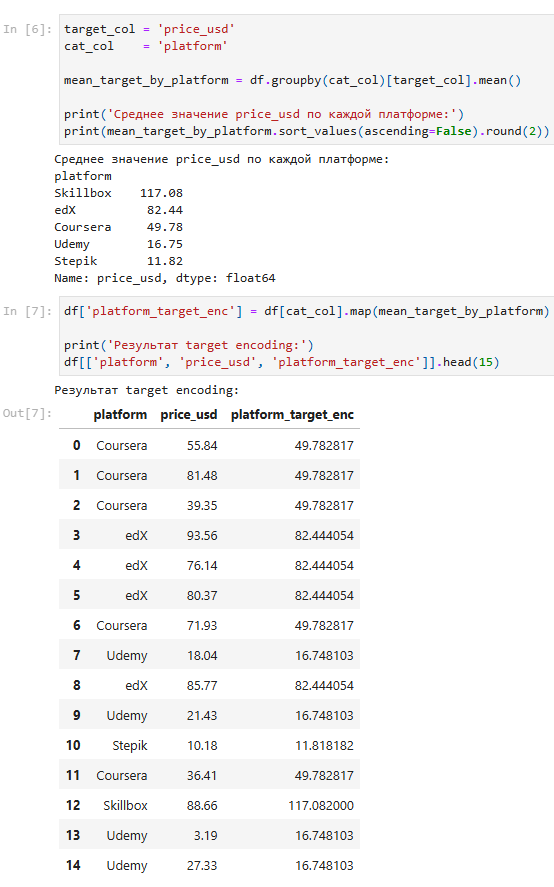 In [6]: target_col = 'price_usd'
cat_col    = 'platform'
mean_target_by_platform = df.groupby(cat_col)[target_col].mean()
print('Среднее значение price_usd по каждой платформе:')
print(mean_target_by_platform.sort_values(ascending=False).round(2))
Среднее значение price_usd по каждой платформе:
platform
Skillbox    117.08
edX          82.44
Coursera     49.78
Udemy        16.75
Stepik       11.82
Name: price_usd, dtype: float64
In [7]: df['platform_target_enc'] = df[cat_col].map(mean_target_by_platform)
print('Результат target encoding:')
df[['platform', 'price_usd', 'platform_target_enc']].head(15)
Результат target encoding:
Out[7]:
platform price_usd platform_target_enc
0 Coursera 55.84 49.782817
1 Coursera 81.48 49.782817
2 Coursera 39.35 49.782817
3 edX 93.56 82.444054
4 edX 76.14 82.444054
5 edX 80.37 82.444054
6 Coursera 71.93 49.782817
7 Udemy 18.04 16.748103
8 edX 85.77 82.444054
9 Udemy 21.43 16.748103
10 Stepik 10.18 11.818182
11 Coursera 36.41 49.782817
12 Skillbox 88.66 117.082000
13 Udemy 3.19 16.748103
14 Udemy 27.33 16.748103